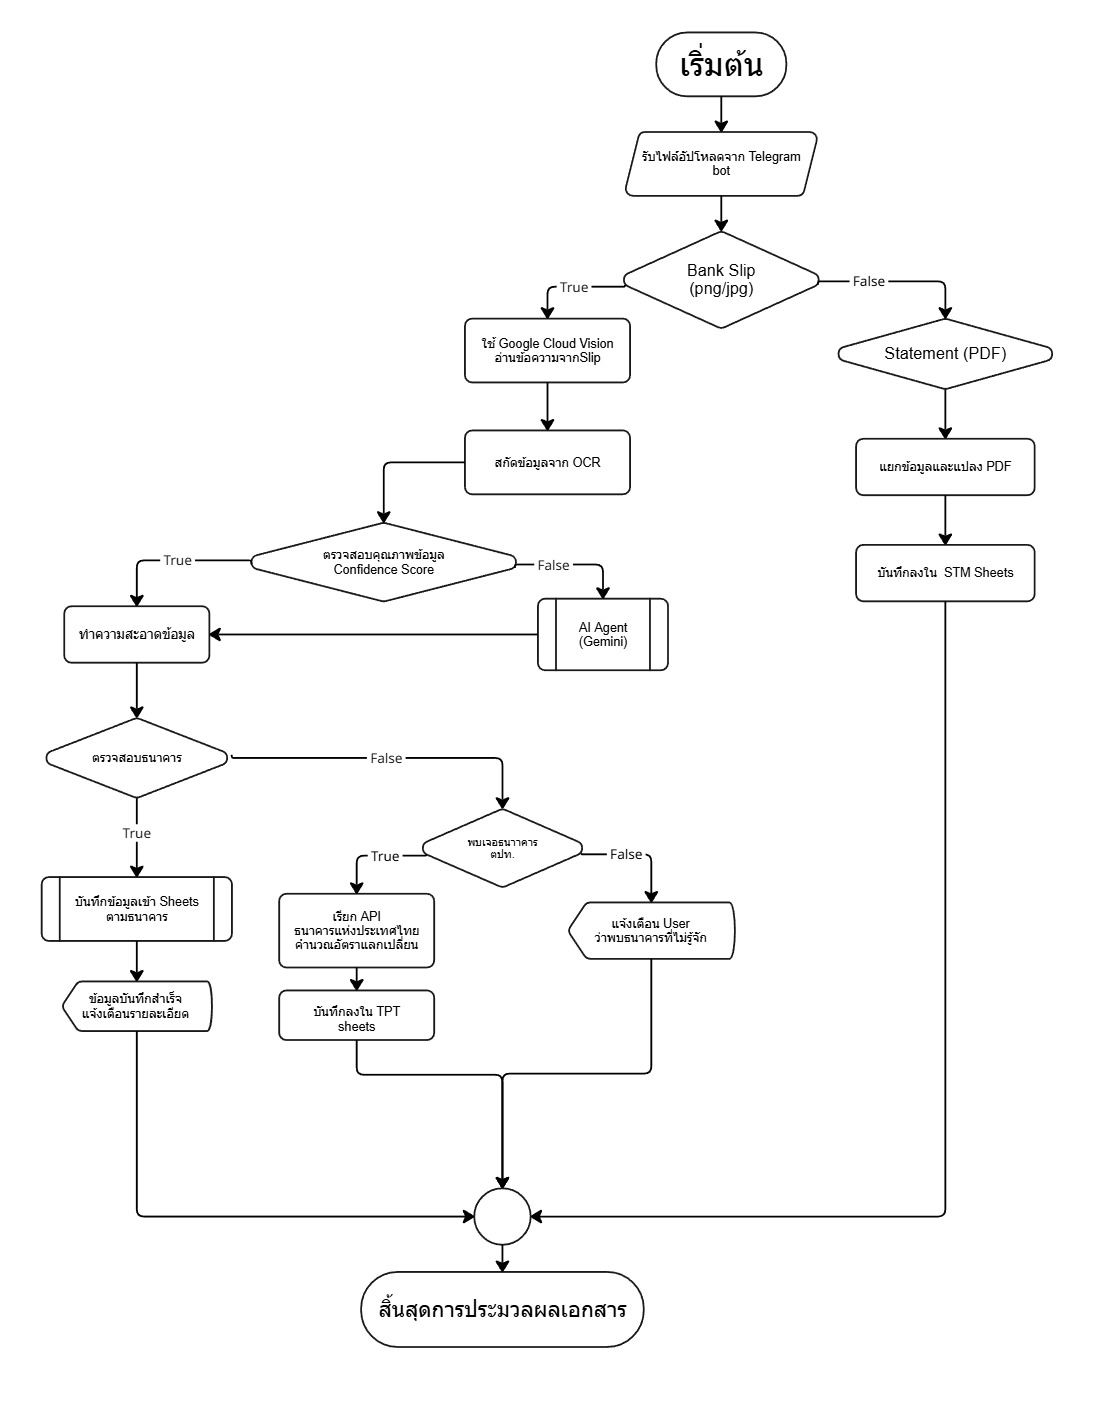 เริ่มต้น
รับไฟล์อัปโหลดจาก Telegram
bot
Bank Slip
(png/jpg)
True
False
ใช้ Google Cloud Vision
อ่านข้อความจากSlip
Statement (PDF)
สกัดข้อมูลจาก OCR
แยกข้อมูลและแปลง PDF
ตรวจสอบคุณภาพข้อมูล
Confidence Score
True
False
บันทึกลงใน STM Sheets
ทำความสะอาดข้อมูล
AI Agent
(Gemini)
ตรวจสอบธนาคาร
False
True
พบเจอธนาาคาร
ตปท.
True
False
บันทึกข้อมูลเข้า Sheets
ตามธนาคาร
เรียก API
ธนาคารแห่งประเทศไทย
คำนวณอัตราแลกเปลี่ยน
แจ้งเตือน User
ว่าพบธนาคารที่ไม่รู้จัก
ข้อมูลบันทึกสำเร็จ
แจ้งเตือนรายละเอียด
บันทึกลงใน TPT
sheets
สิ้นสุดการประมวลผลเอกสาร